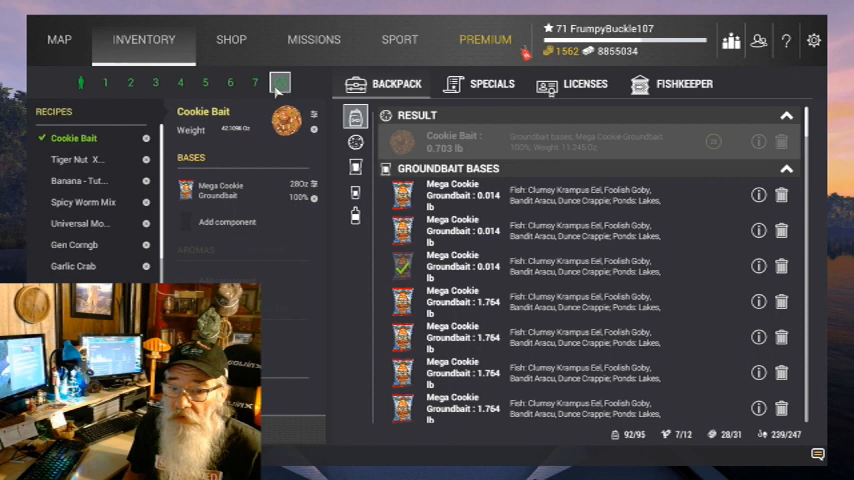 MAP
INVENTORY
SHOP
MISSIONS
SPORT
PREMIUM
71 FrumpyBuckle107
1562 8855034
1 2 3 4 5 6 7
BACKPACK
SPECIALS
LICENSES
FISHKEEPER
RECIPES
Cookie Bait
Tiger Nut X...
Banana - Tut...
Spicy Worm Mix
Universal Mo...
Gen Corngb
Garlic Crab
Cookie Bait
Weight 42.1096 Oz
BASES
Mega Cookie
Groundbait
28Oz
100%
Add component
AROMAS
RESULT
Cookie Bait :
0.703 lb
Groundbait bases: Mega Cookie Groundbait
100%; Weight: 11.245 Oz
GROUNDBAIT BASES
Mega Cookie
Groundbait : 0.014
lb
Fish: Clumsy Krampus Eel, Foolish Goby,
Bandit Aracu, Dunce Crappie; Ponds: Lakes,
Mega Cookie
Groundbait : 0.014
lb
Fish: Clumsy Krampus Eel, Foolish Goby,
Bandit Aracu, Dunce Crappie; Ponds: Lakes,
Mega Cookie
Groundbait : 0.014
lb
Fish: Clumsy Krampus Eel, Foolish Goby,
Bandit Aracu, Dunce Crappie; Ponds: Lakes,
Mega Cookie
Groundbait : 1.764
lb
Fish: Clumsy Krampus Eel, Foolish Goby,
Bandit Aracu, Dunce Crappie; Ponds: Lakes,
Mega Cookie
Groundbait : 1.764
lb
Fish: Clumsy Krampus Eel, Foolish Goby,
Bandit Aracu, Dunce Crappie; Ponds: Lakes,
Mega Cookie
Groundbait : 1.764
lb
Fish: Clumsy Krampus Eel, Foolish Goby,
Bandit Aracu, Dunce Crappie; Ponds: Lakes,
Mega Cookie
Groundbait : 1.764
lb
Fish: Clumsy Krampus Eel, Foolish Goby,
Bandit Aracu, Dunce Crappie; Ponds: Lakes,
92/95 7/12 28/31 239/247